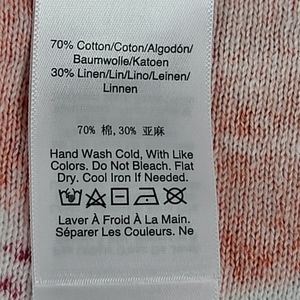 70% Cotton/Coton/Algodón/
Baumwolle/Katoen
30% Linen/Lin/Lino/Leinen/
Linnen
70% 棉, 30% 亚麻
Hand Wash Cold, With Like
Colors. Do Not Bleach. Flat
Dry. Cool Iron If Needed.
Laver À Froid À La Main.
Séparer Les Couleurs. Ne